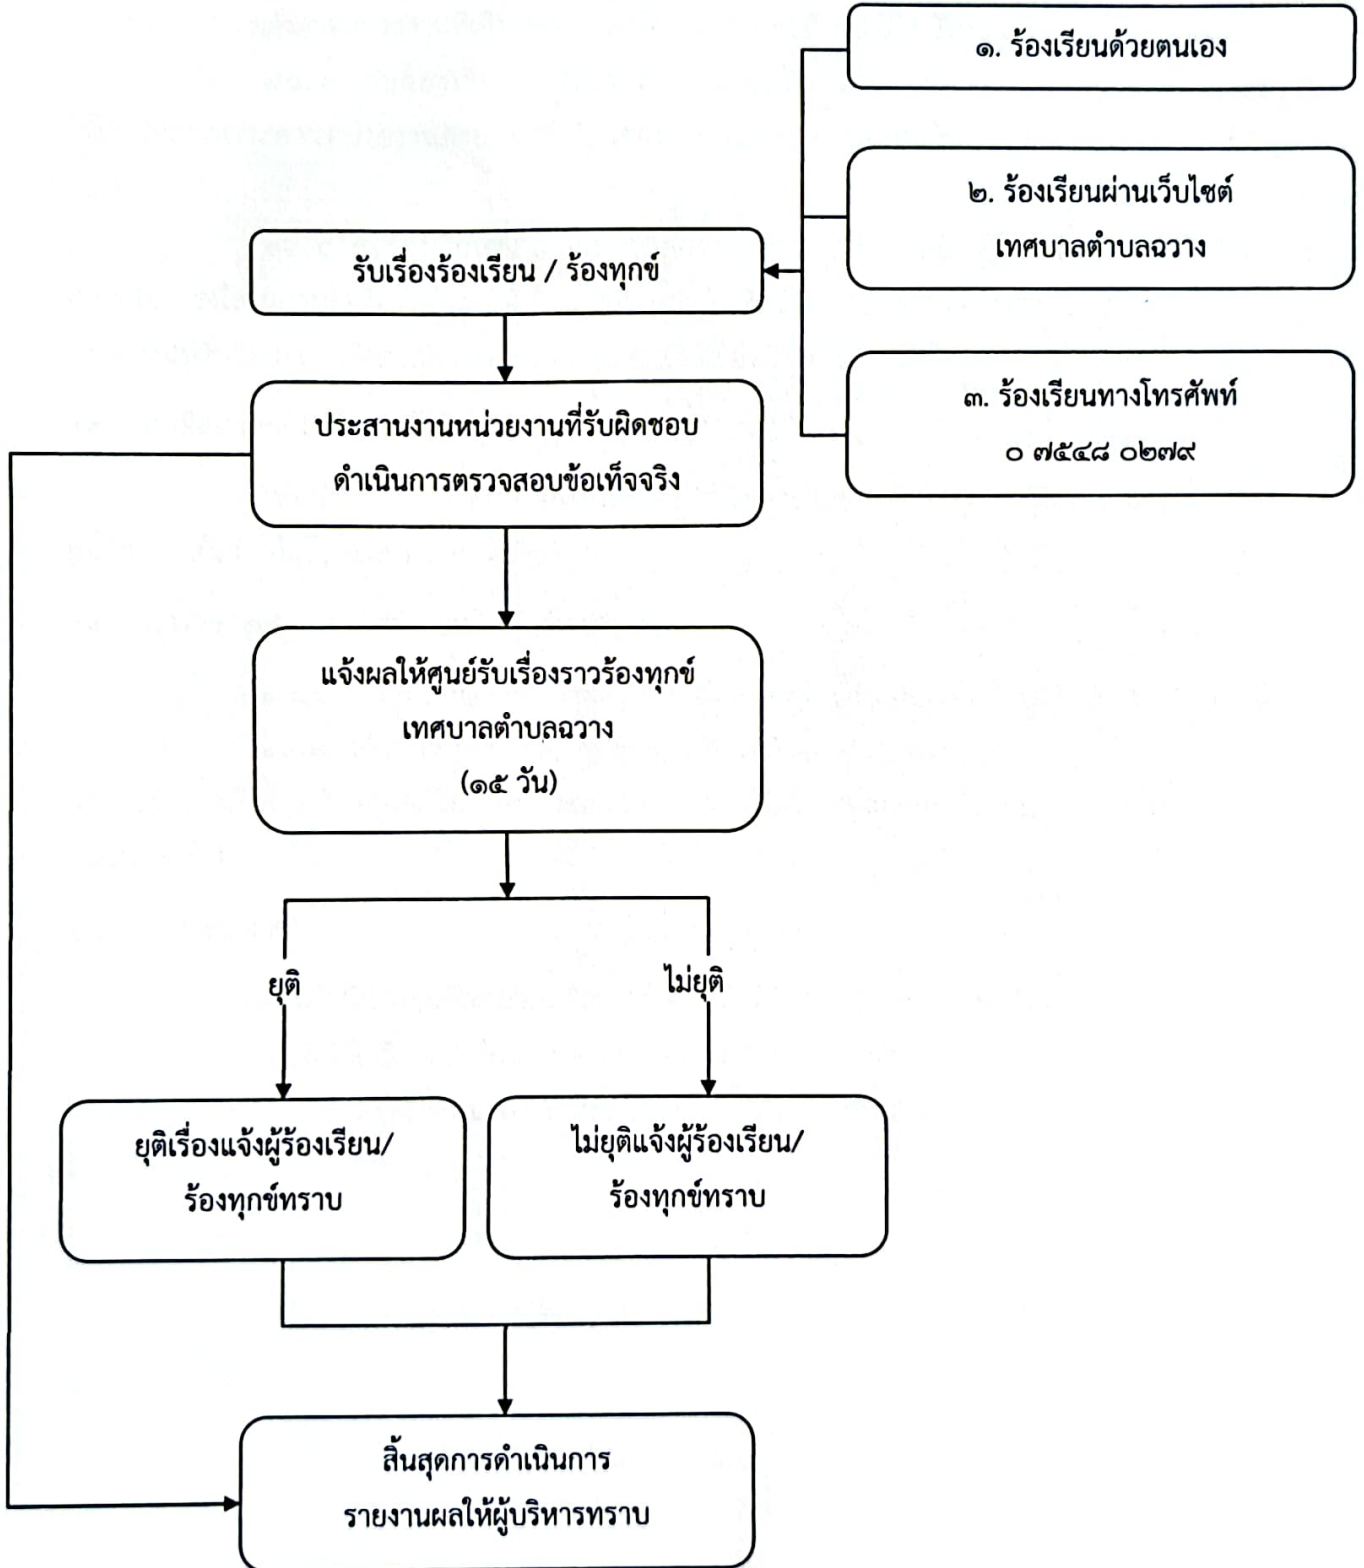 ๑. ร้องเรียนด้วยตนเอง
๒. ร้องเรียนผ่านเว็บไซต์
เทศบาลตำบลฉวาง
๓. ร้องเรียนทางโทรศัพท์
๐ ๗๕๔๘ ๐๒๗๙
รับเรื่องร้องเรียน / ร้องทุกข์
ประสานงานหน่วยงานที่รับผิดชอบ
ดำเนินการตรวจสอบข้อเท็จจริง
แจ้งผลให้ศูนย์รับเรื่องราวร้องทุกข์
เทศบาลตำบลฉวาง
(๑๕ วัน)
ยุติ
ไม่ยุติ
ยุติเรื่องแจ้งผู้ร้องเรียน/
ร้องทุกข์ทราบ
ไม่ยุติแจ้งผู้ร้องเรียน/
ร้องทุกข์ทราบ
สิ้นสุดการดำเนินการ
รายงานผลให้ผู้บริหารทราบ